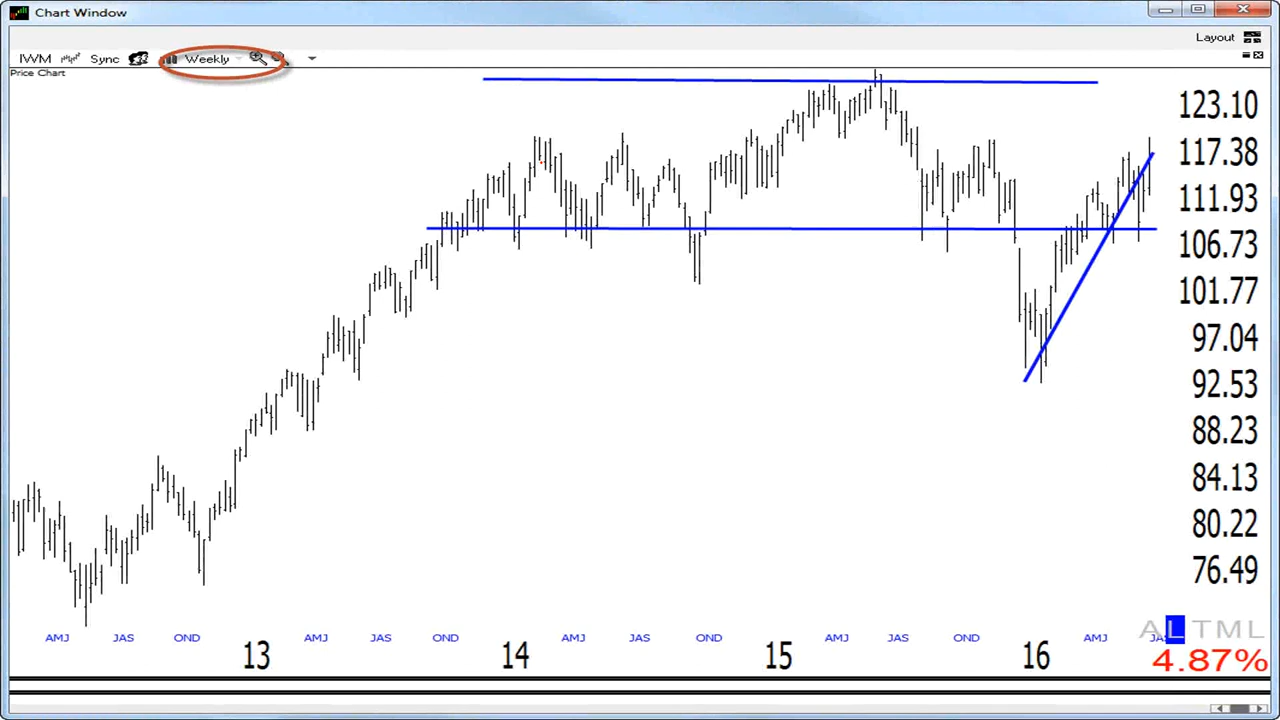 Chart Window
Layout
IWM Sync Weekly
Price Chart
123.10
117.38
111.93
106.73
101.77
97.04
92.53
88.23
84.13
80.22
76.49
AMJ JAS OND AMJ JAS OND AMJ JAS OND AMJ JAS OND AMJ
13 14 15 16
ALTML
4.87%